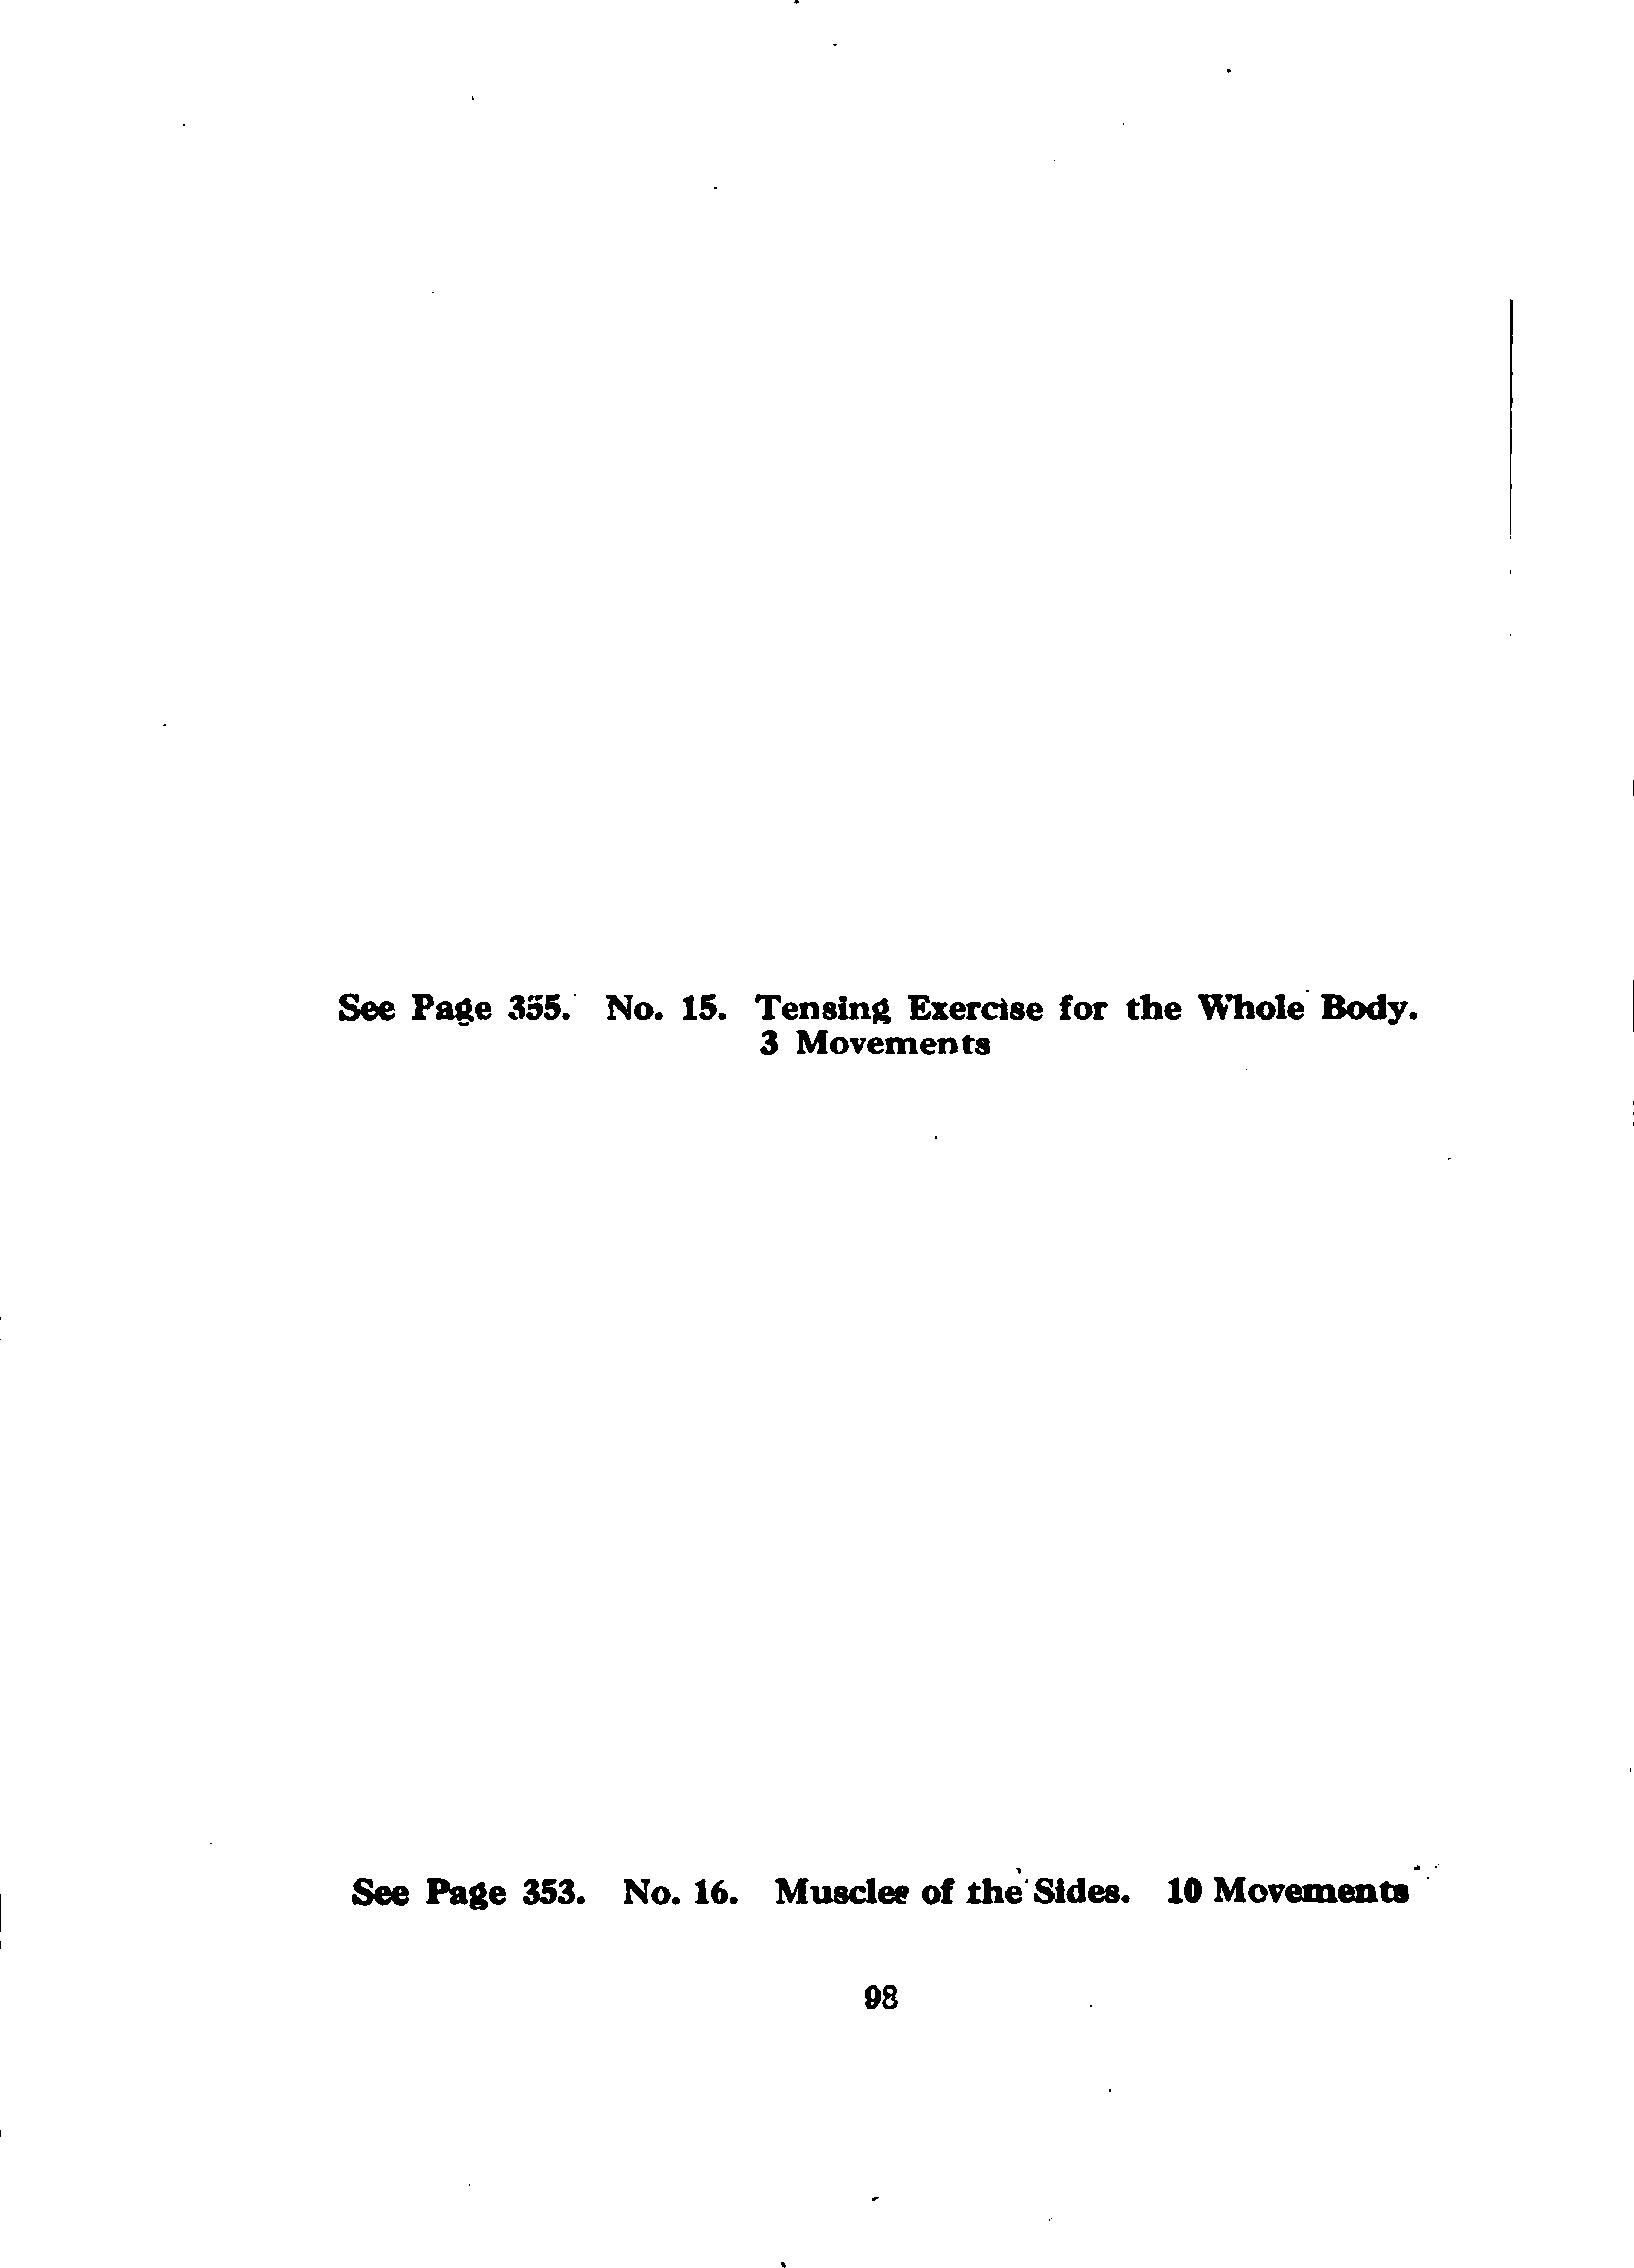 See Page 355. No. 15. Tensing Exercise for the Whole Body.
3 Movements
See Page 353. No. 16. Muscles of the Sides. 10 Movements
98